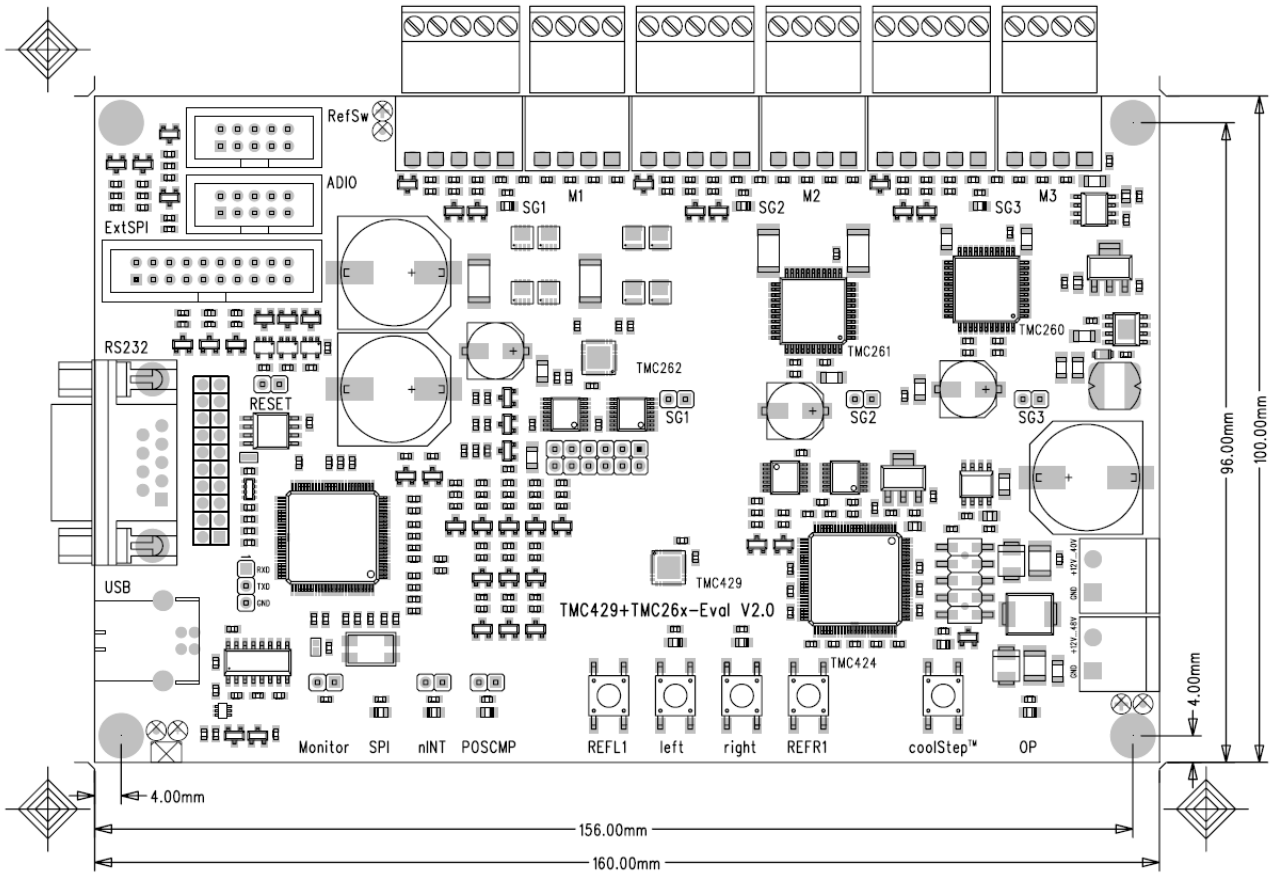 RefSw
M1
M2
M3
ADIO
SG1
SG2
SG3
ExtSPI
RS232
TMC260
TMC261
TMC262
RESET
SG1
SG2
SG3
96.00mm
100.00mm
+12V...40V
GND
RXD
TXD
GND
USB
TMC429
TMC429+TMC26x-Eval V2.0
+12V...48V
GND
TMC424
4.00mm
Monitor
SPI
nINT
POSCMP
REFL1
left
right
REFR1
coolStep™
OP
4.00mm
156.00mm
160.00mm